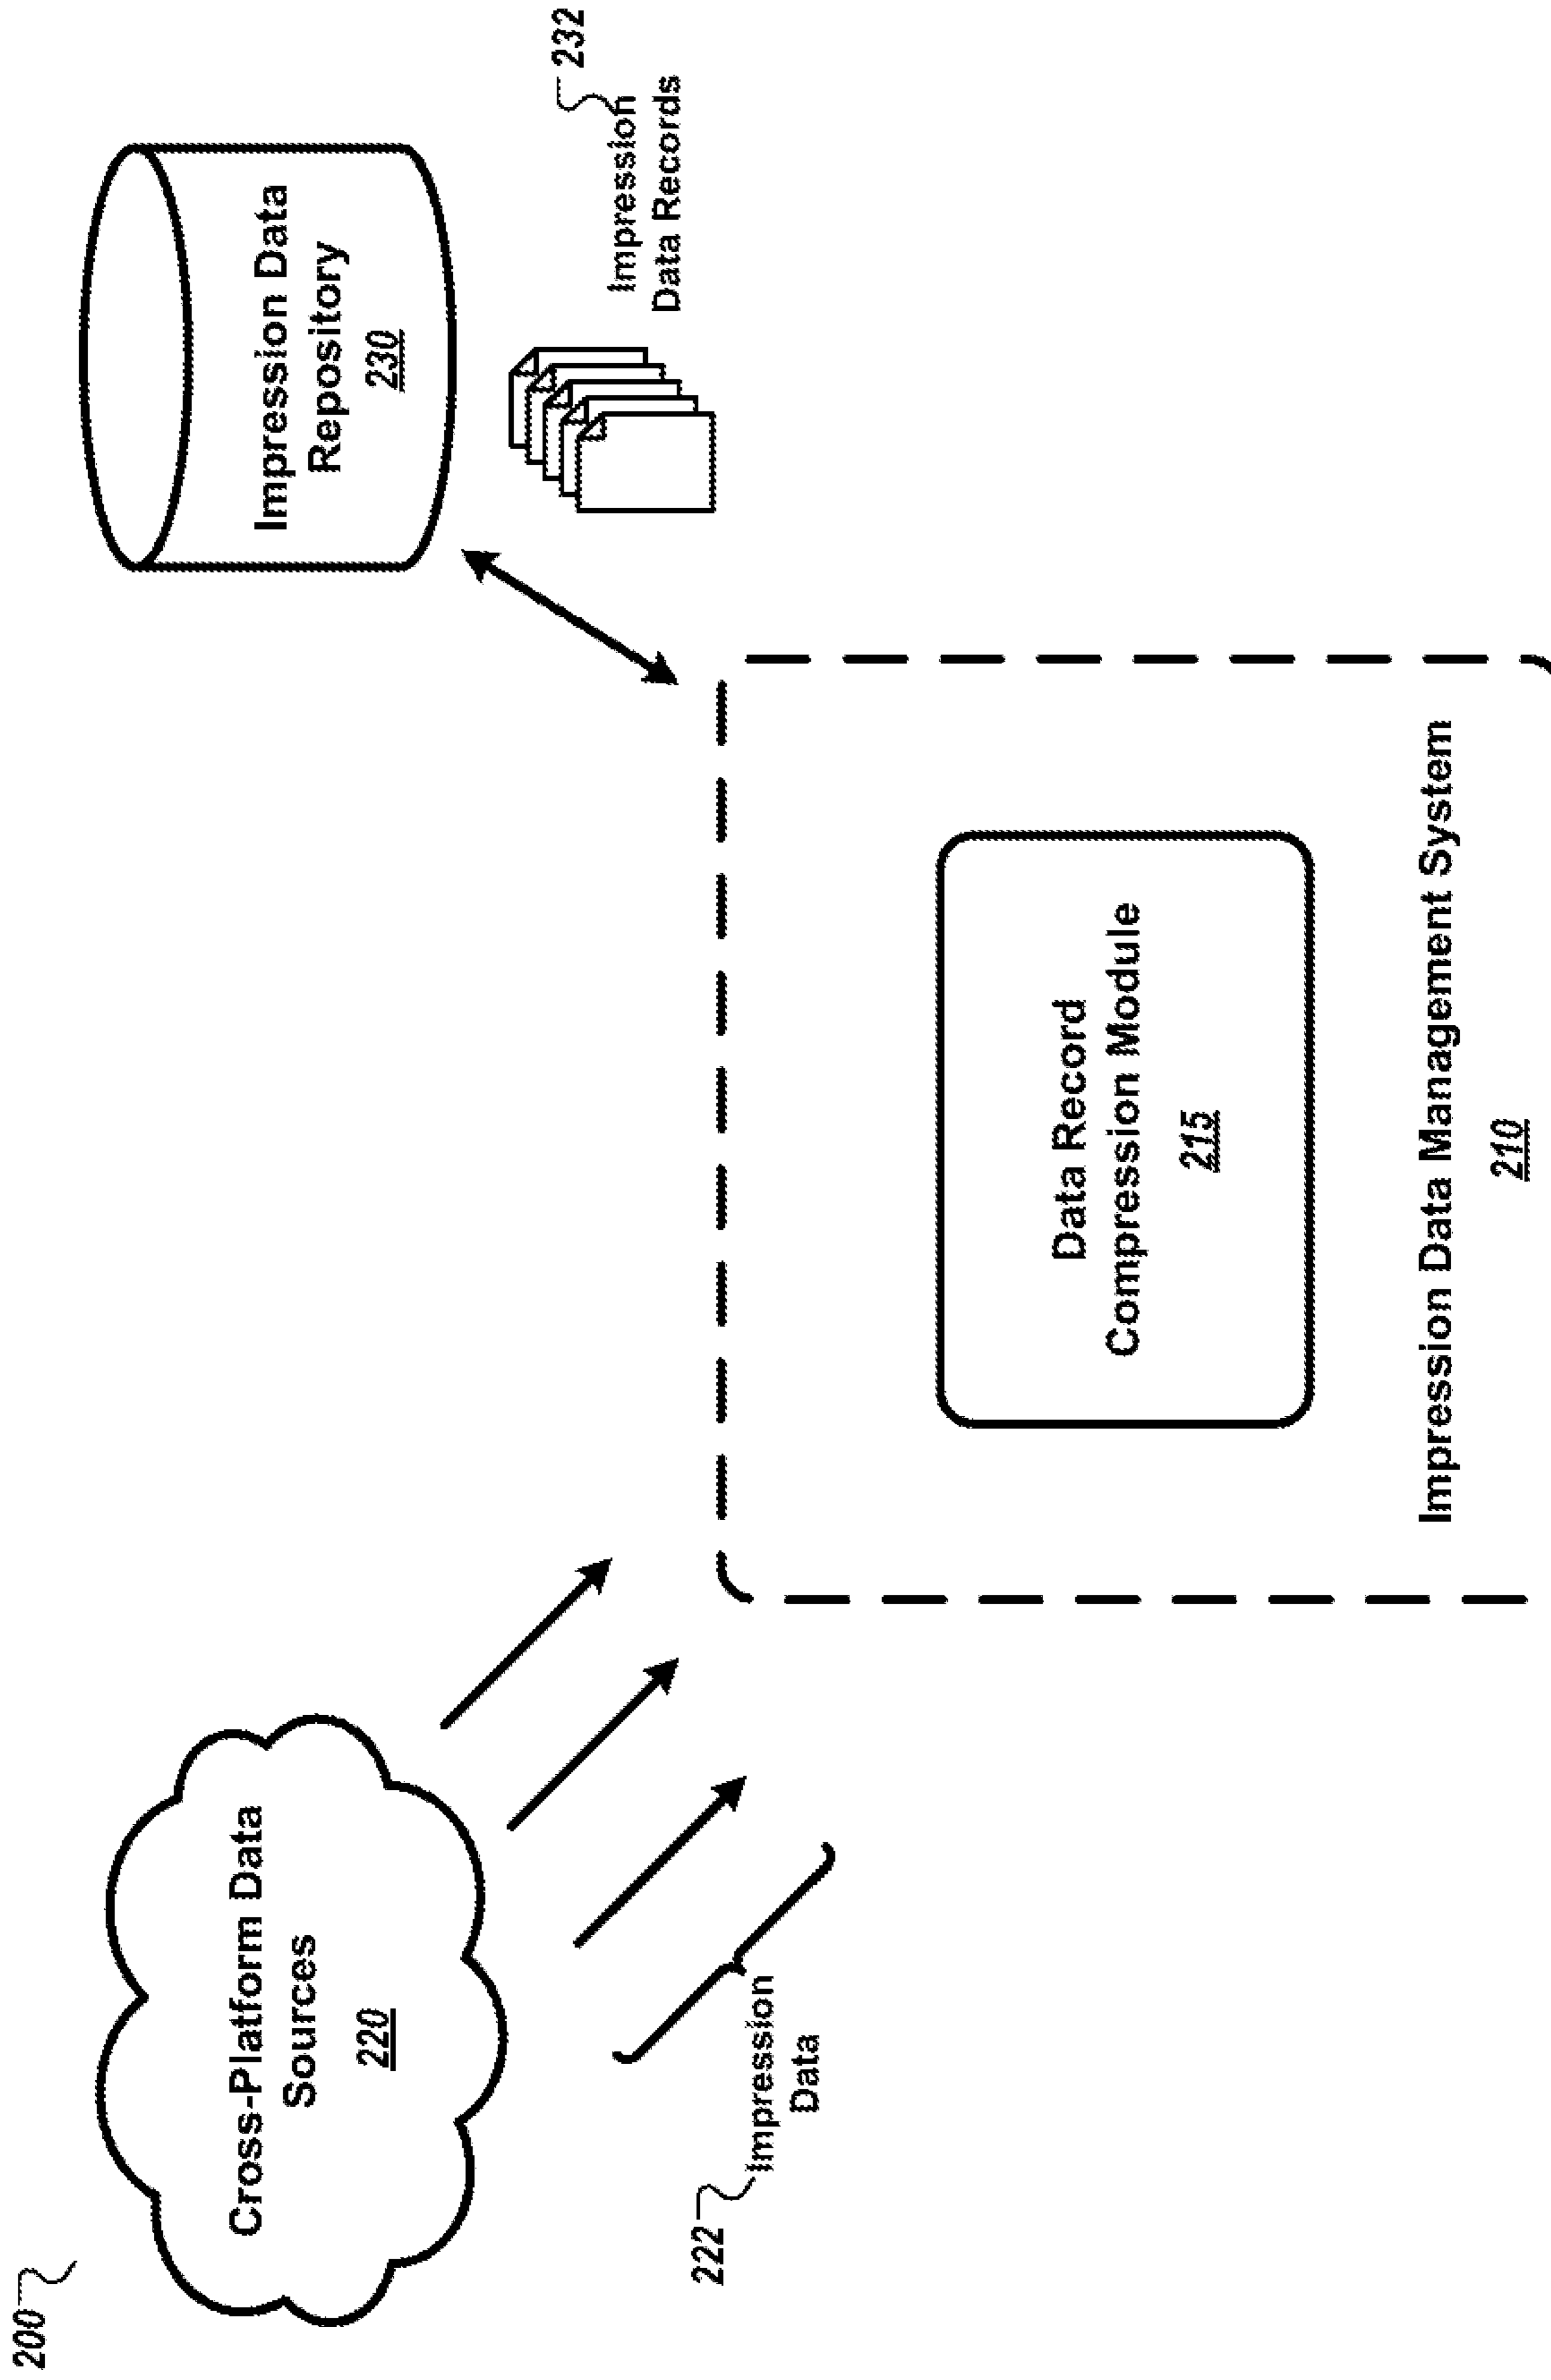 200
Cross-Platform Data
Sources
220
222
Impression
Data
Impression Data
Repository
230
232
Impression
Data Records
Data Record
Compression Module
215
Impression Data Management System
210